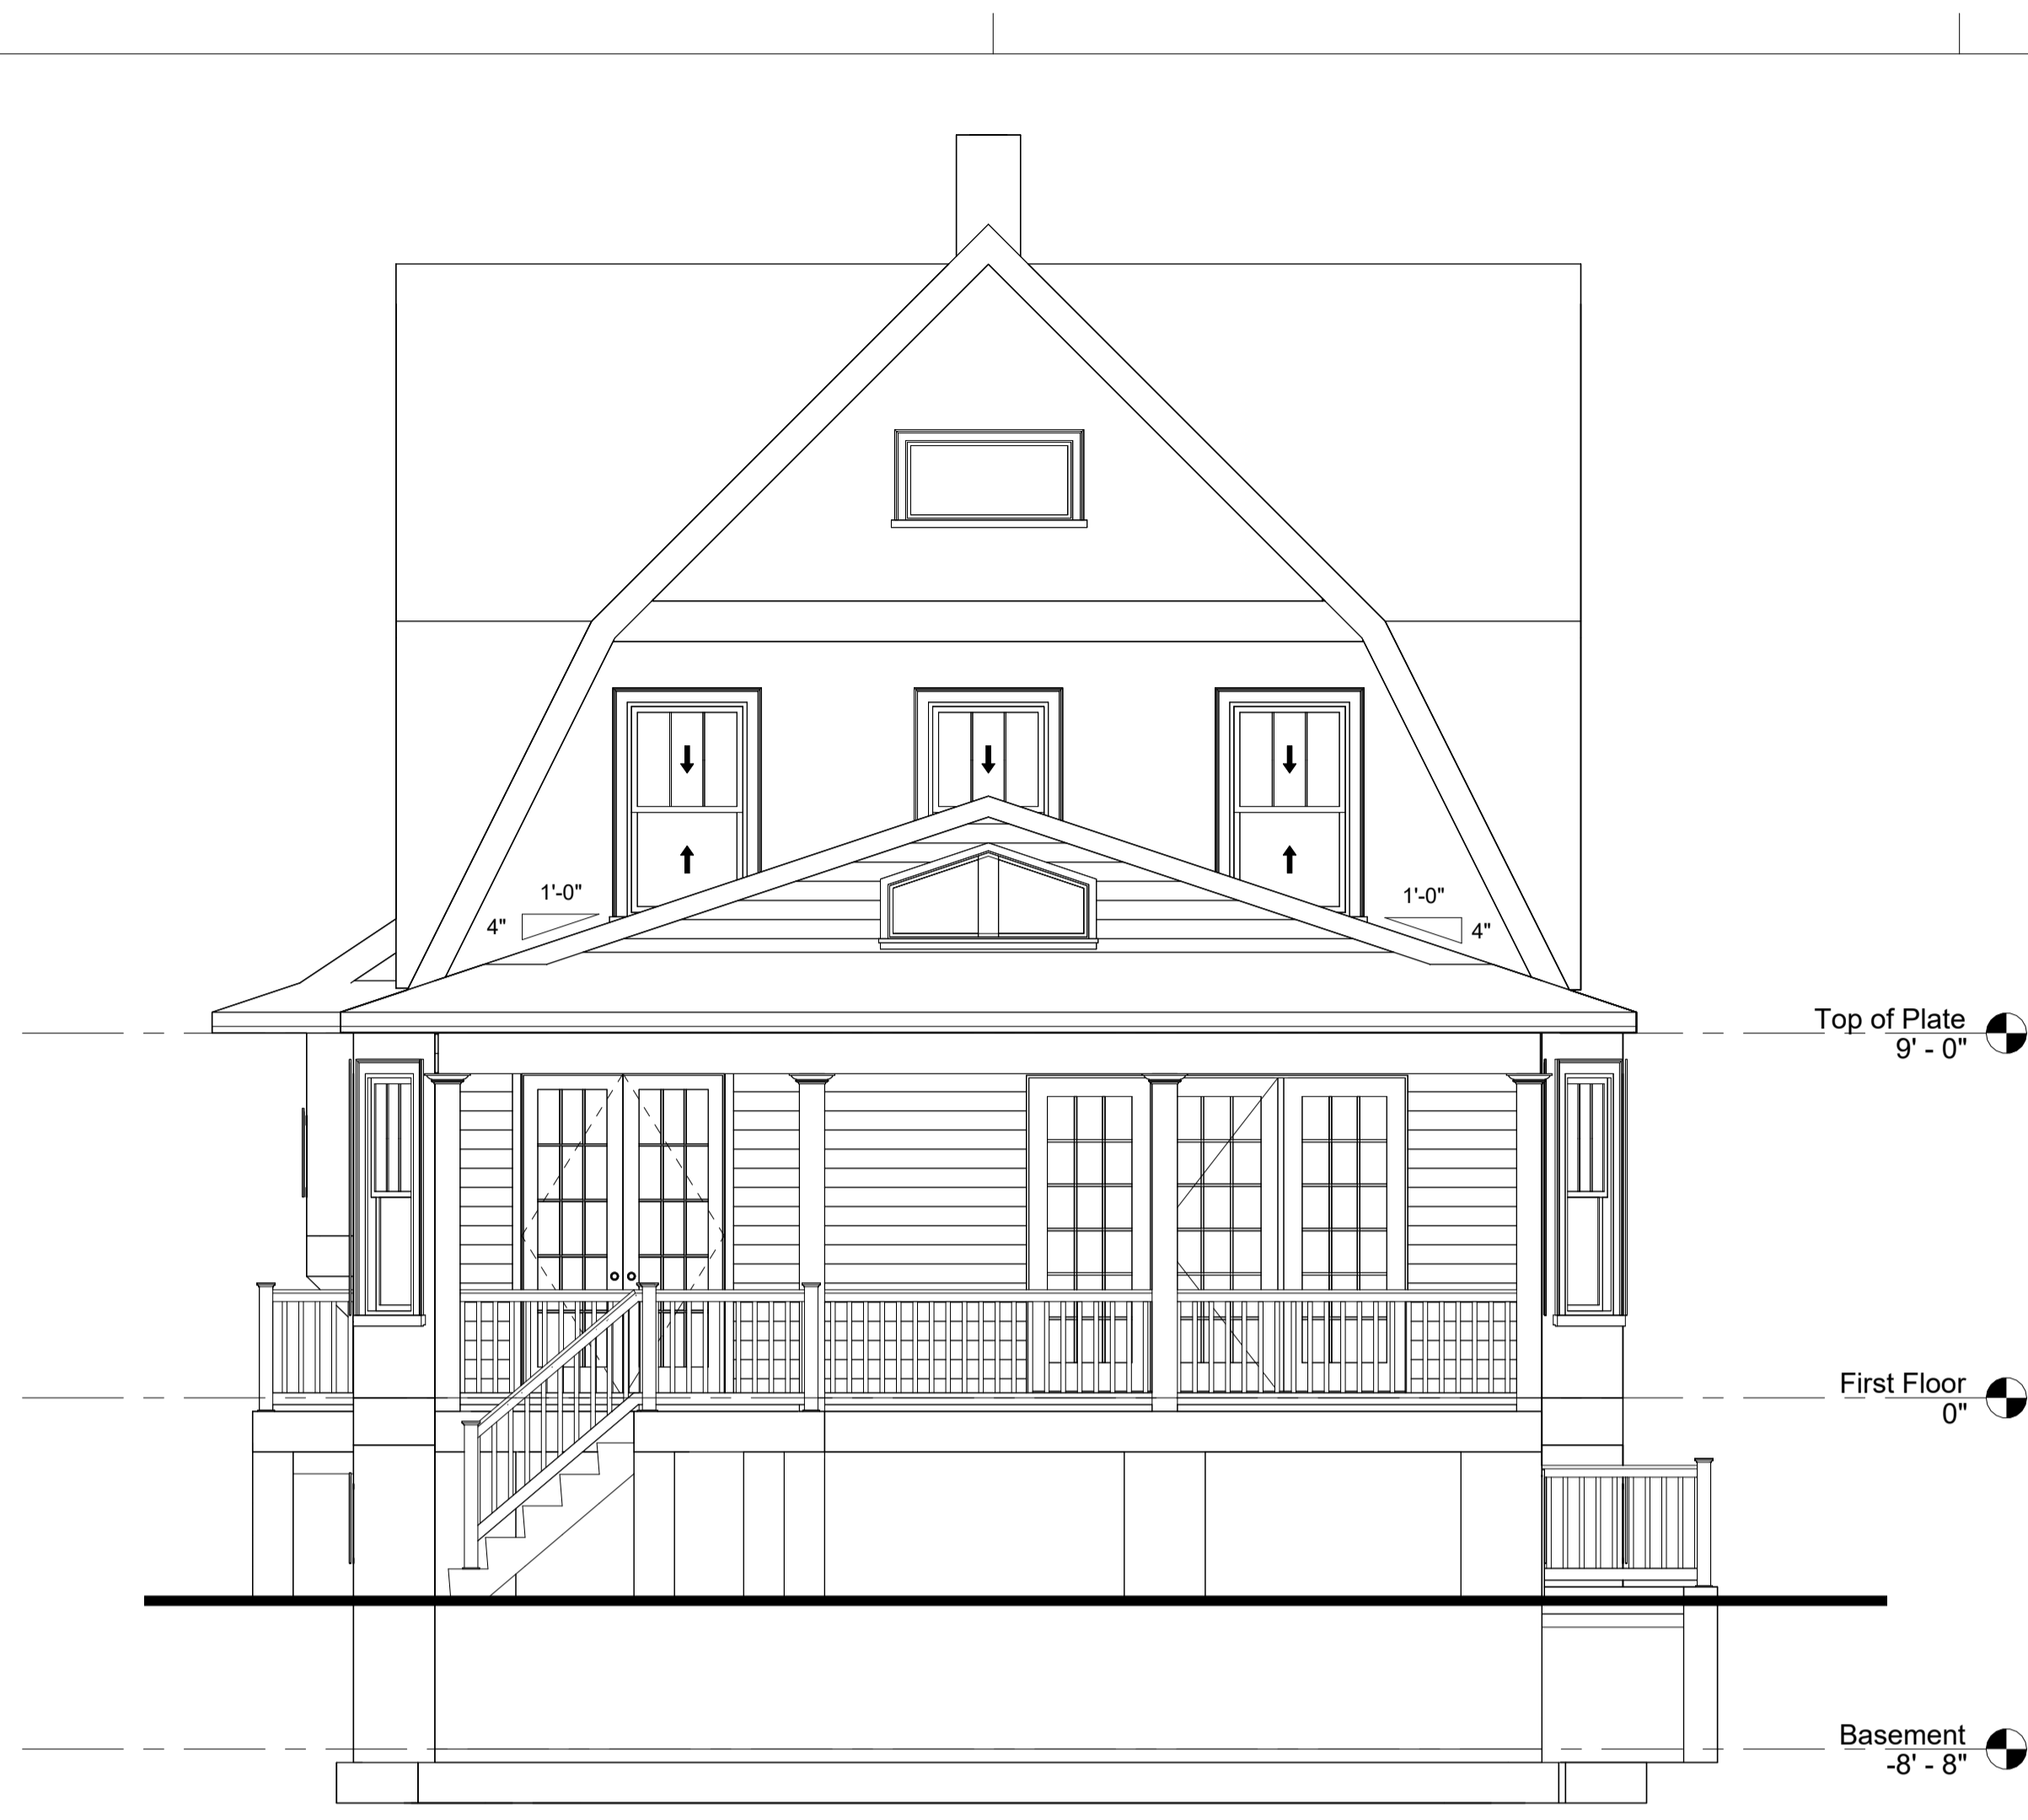 1'-0"
4"
1'-0"
4"
Top of Plate
9' - 0"
First Floor
0"
Basement
-8' - 8"